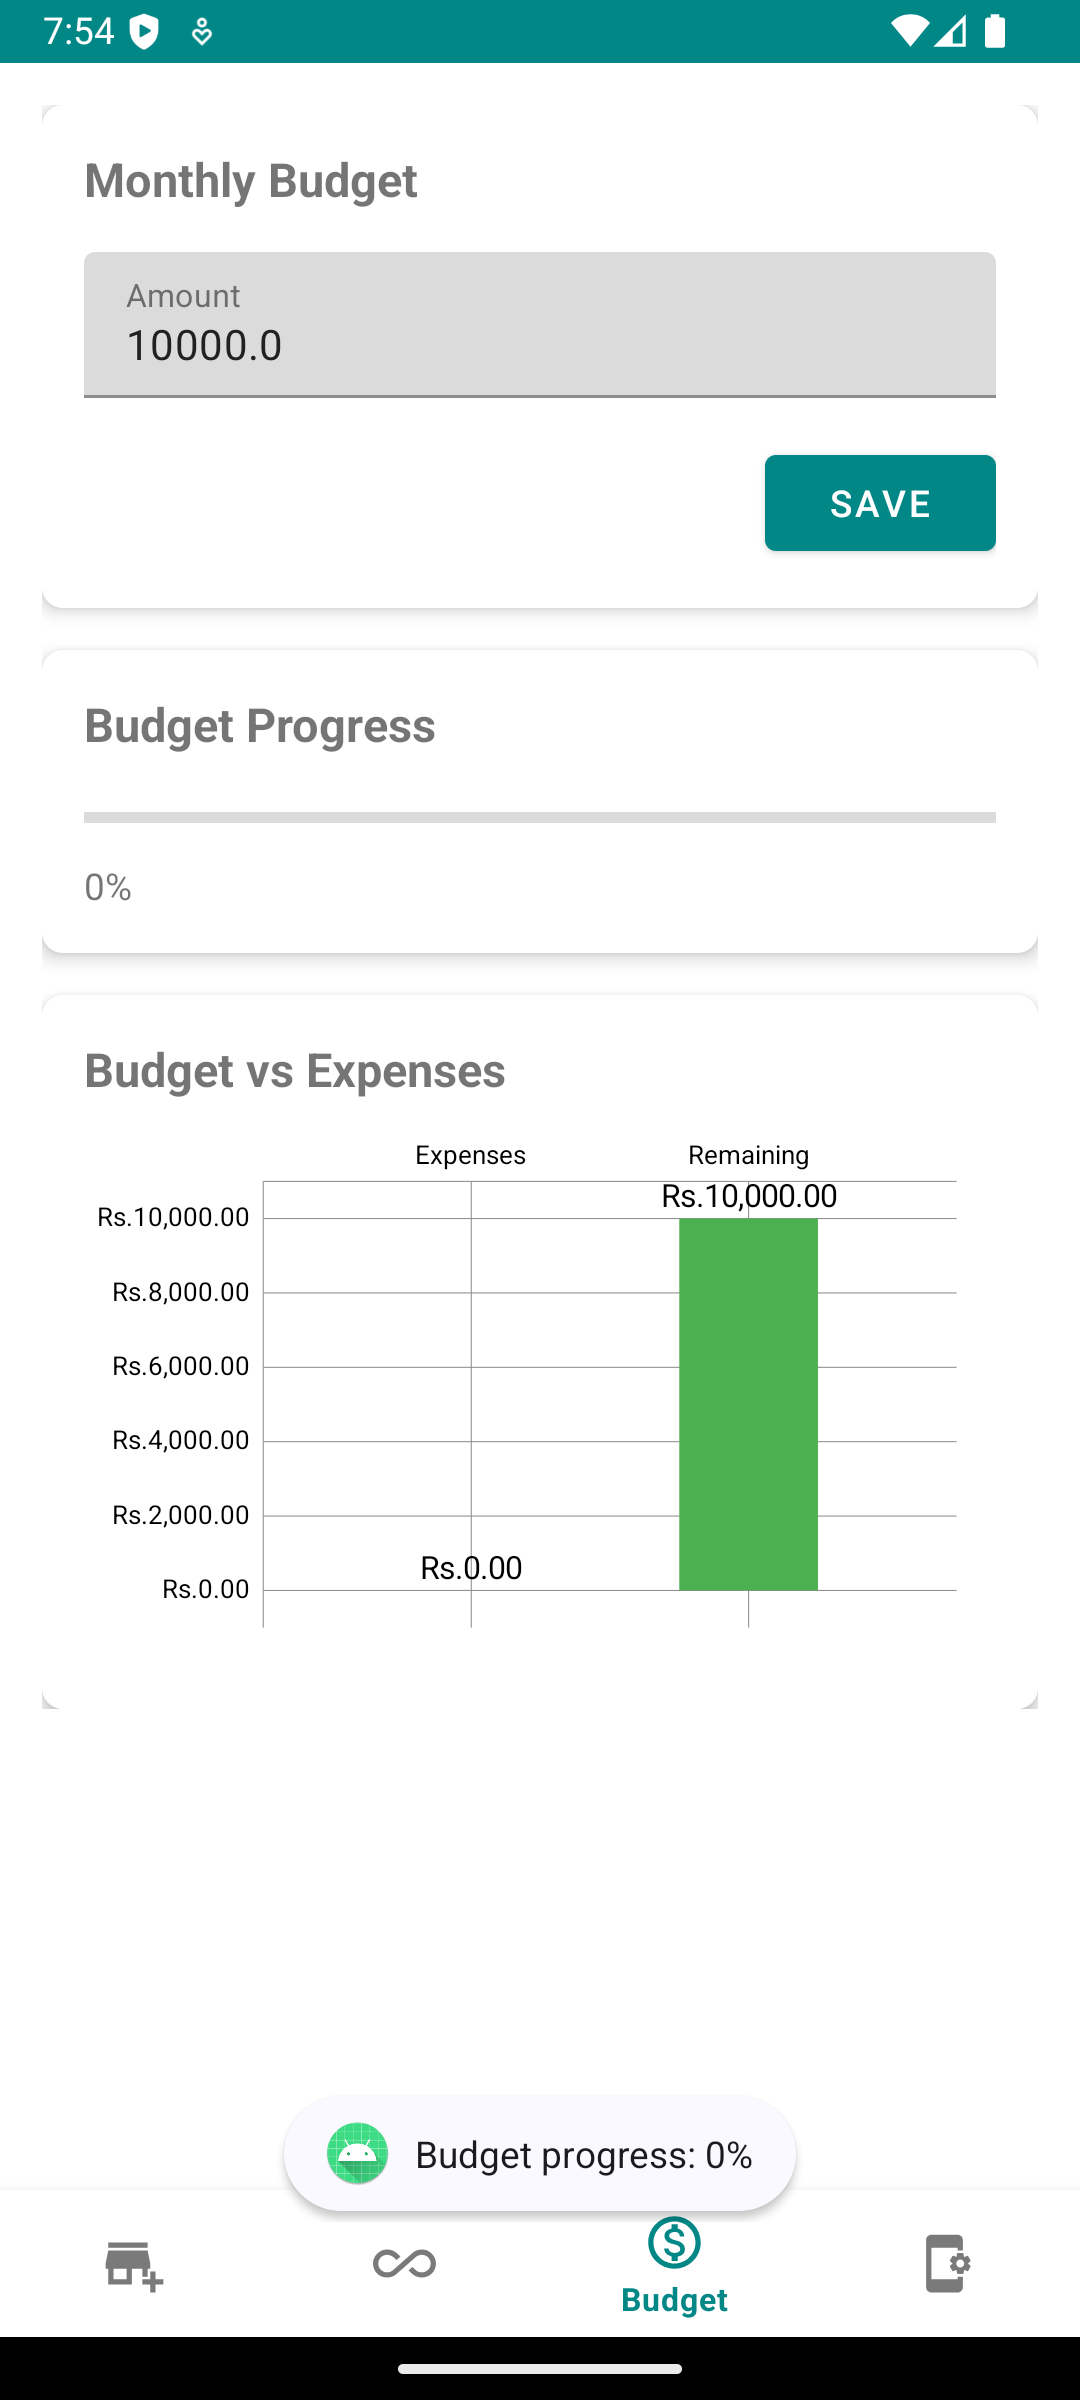 7:54
Monthly Budget
Amount
10000.0
SAVE
Budget Progress
0%
Budget vs Expenses
Expenses Remaining
Rs.10,000.00
Rs.10,000.00
Rs.8,000.00
Rs.6,000.00
Rs.4,000.00
Rs.2,000.00
Rs.0.00
Rs.0.00
Budget progress: 0%
Budget